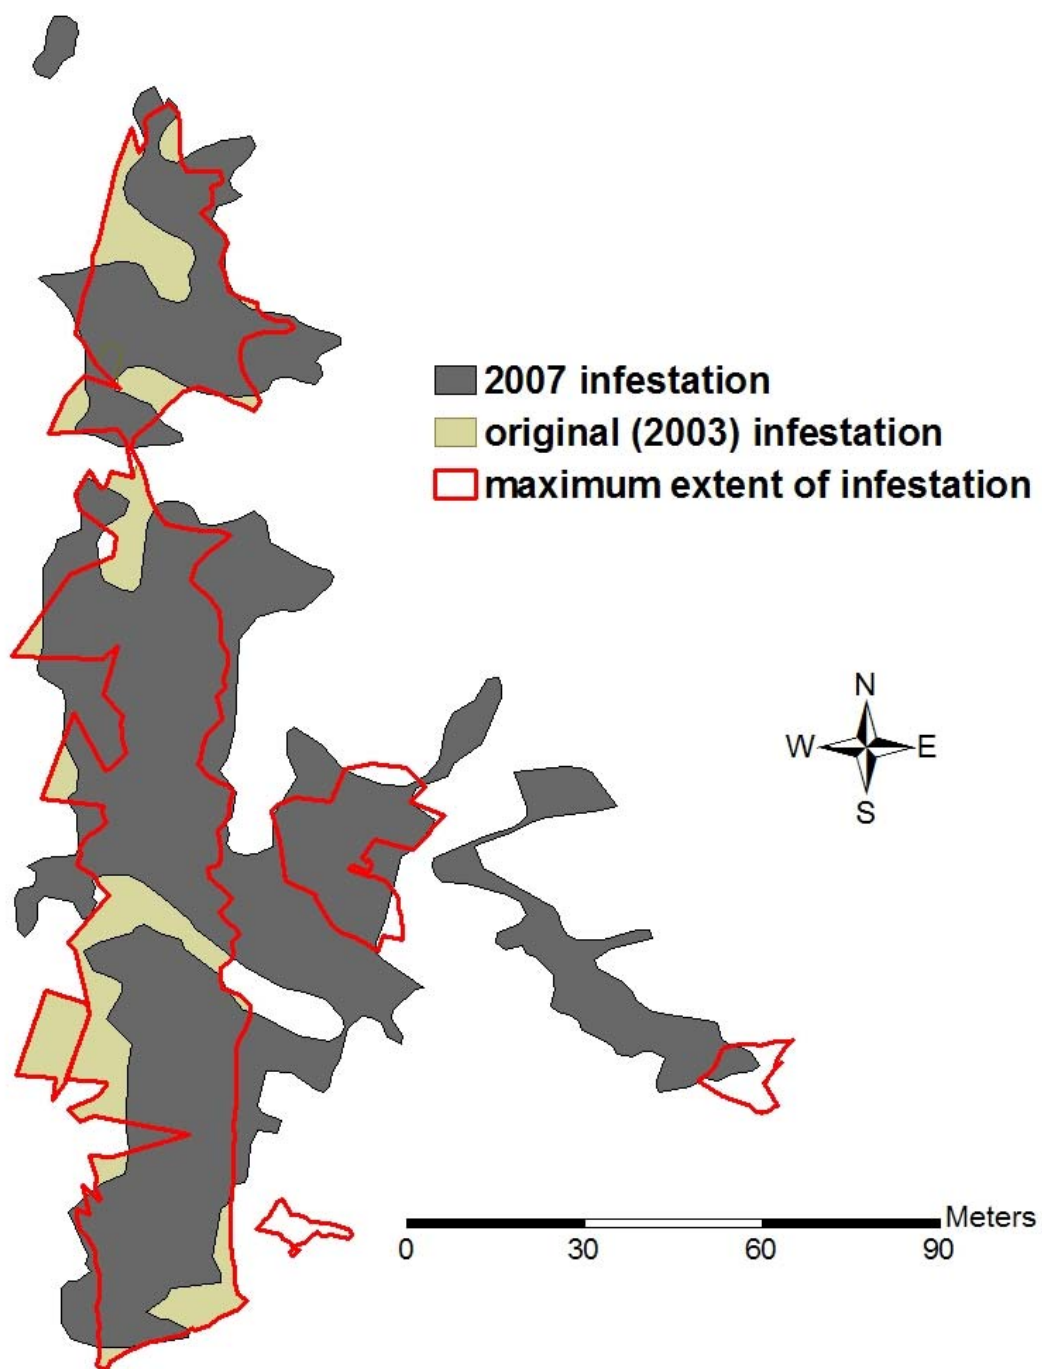 2007 infestation
original (2003) infestation
maximum extent of infestation
N
W E
S
Meters
0 30 60 90